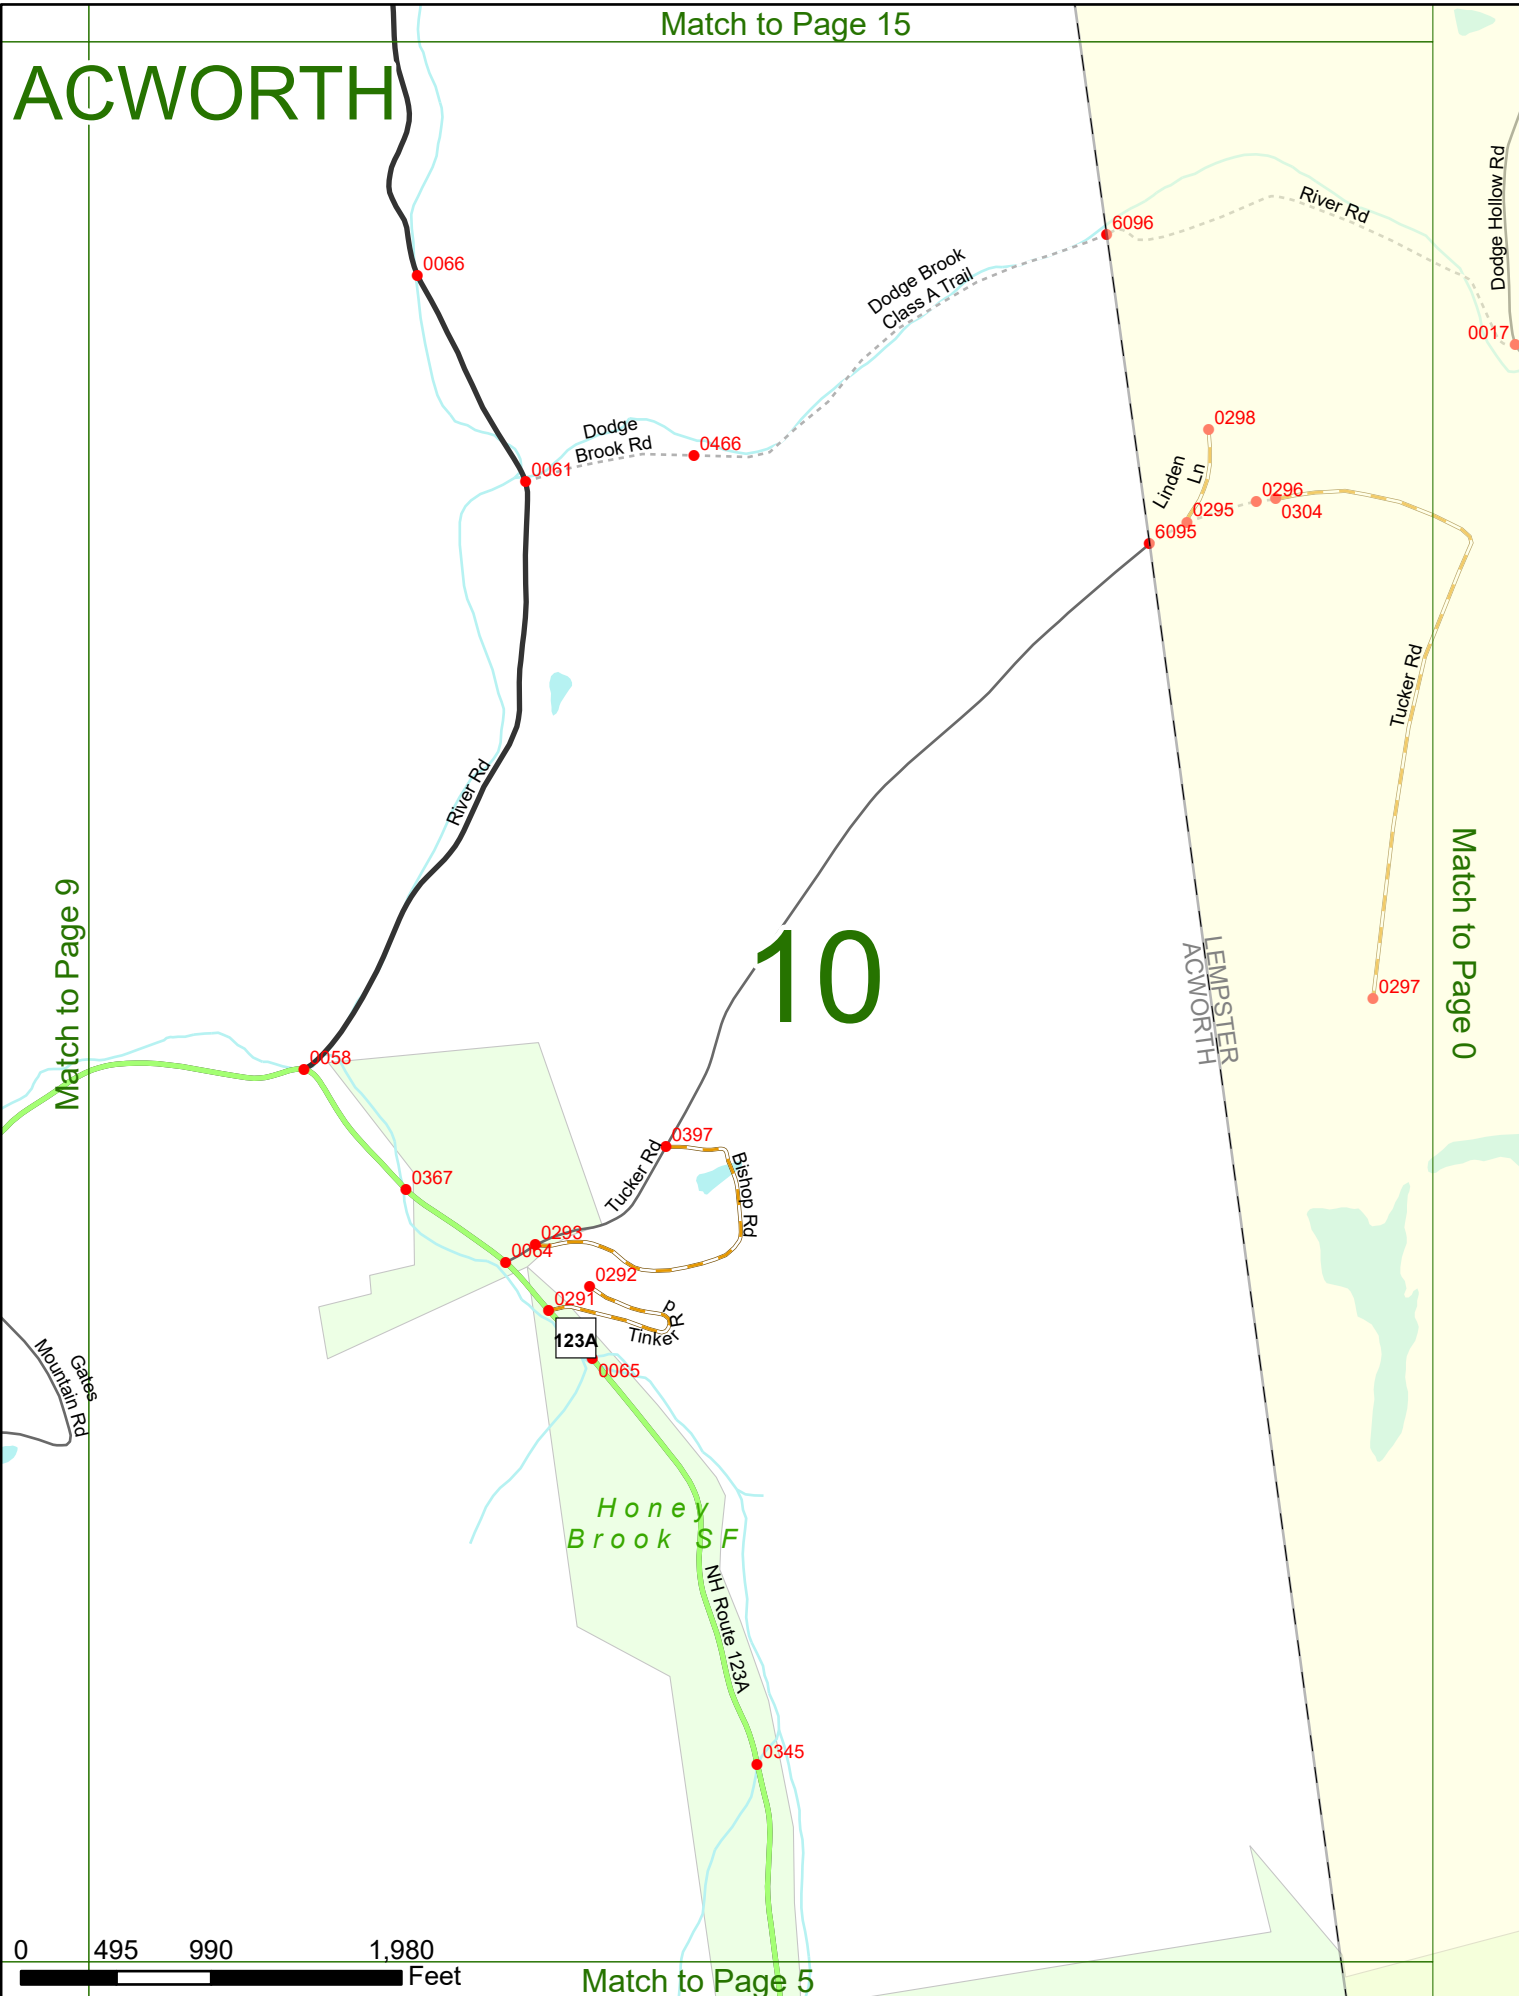 Match to Page 15
ACWORTH
Dodge Hollow Rd
River Rd
6096
0066
Dodge Brook
Class A Trail
0017
0298
Dodge
Brook Rd
0466
0061
Linden
Ln
0296
0304
0295
6095
Tucker Rd
River Rd
Match to Page 9
10
Match to Page 0
LEMPSTER
ACWORTH
0297
0058
0397
Tucker Rd
Bishop Rd
0367
0293
0064
0292
0291
Tinker Rd
123A
0065
Gates
Mountain Rd
Honey
Brook SF
NH Route 123A
0345
0 495 990 1,980
Feet
Match to Page 5